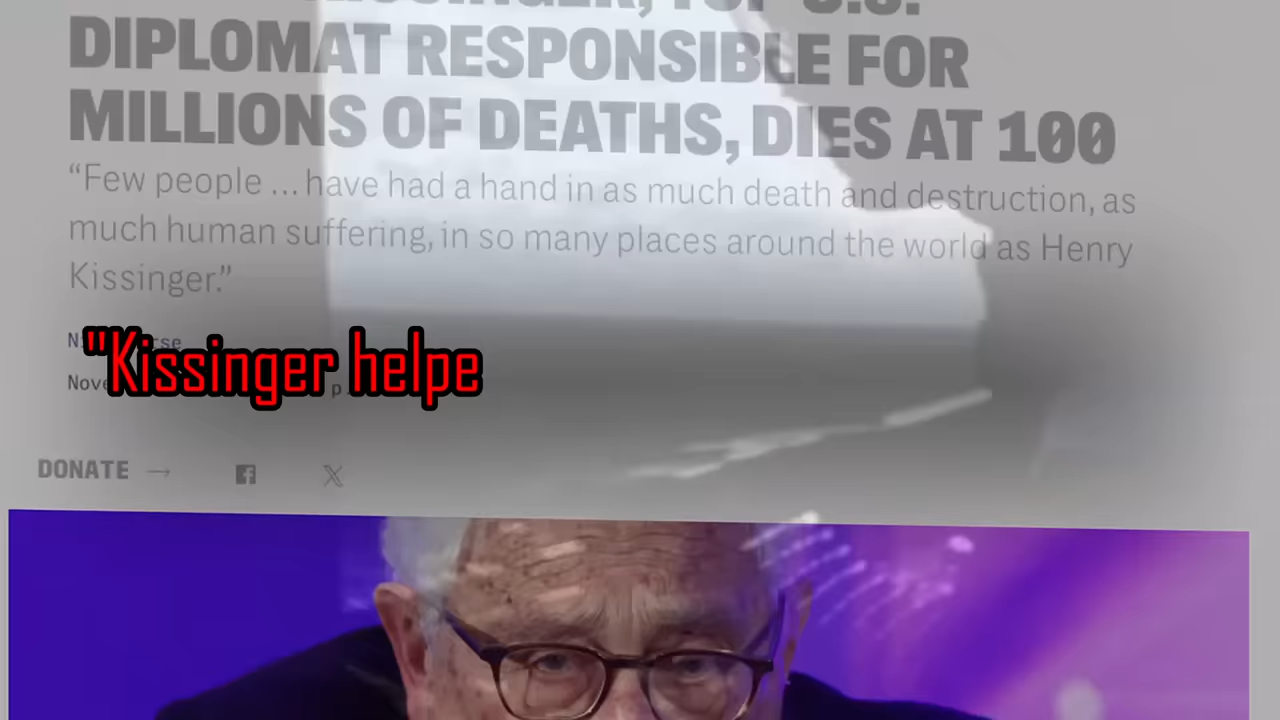 DIPLOMAT RESPONSIBLE FOR
MILLIONS OF DEATHS, DIES AT 100
“Few people ... have had a hand in as much death and destruction, as
much human suffering, in so many places around the world as Henry
Kissinger.”
"Kissinger helpe
DONATE →